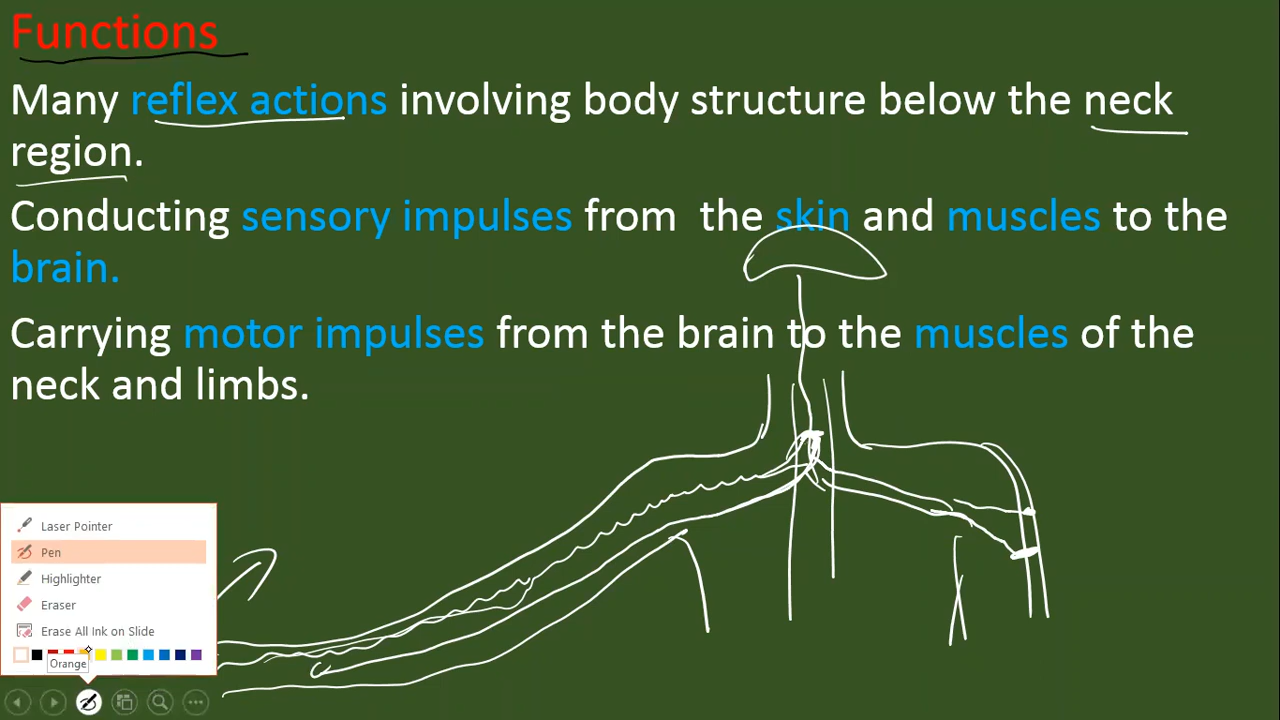 Functions
Many reflex actions involving body structure below the neck
region.
Conducting sensory impulses from the skin and muscles to the
brain.
Carrying motor impulses from the brain to the muscles of the
neck and limbs.
Laser Pointer
Pen
Highlighter
Eraser
Erase All Ink on Slide
Orange